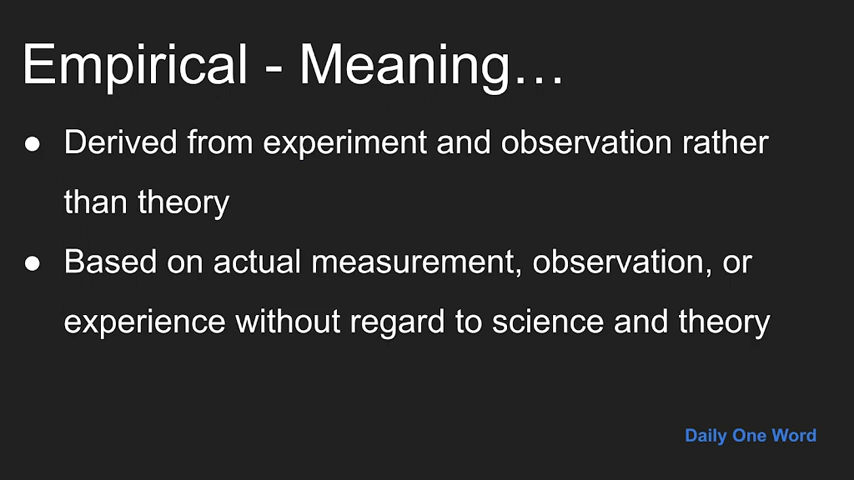 Empirical - Meaning…
● Derived from experiment and observation rather
than theory
● Based on actual measurement, observation, or
experience without regard to science and theory
Daily One Word